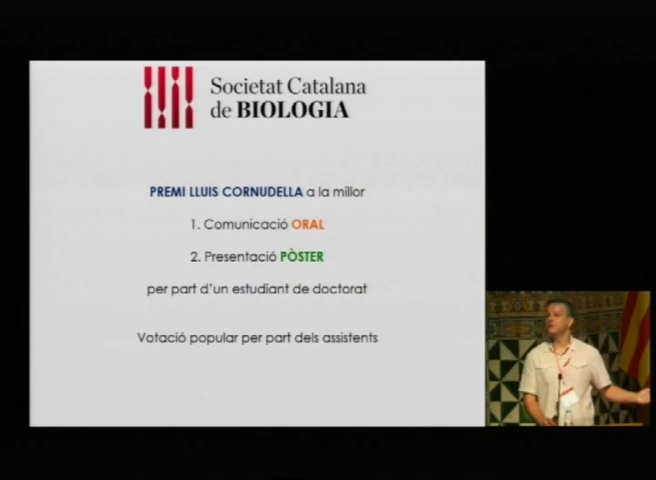 Societat Catalana
de BIOLOGIA
PREMI LLUIS CORNUDELLA a la millor
1. Comunicació ORAL
2. Presentació PÒSTER
per part d'un estudiant de doctorat
Votació popular per part dels assistents